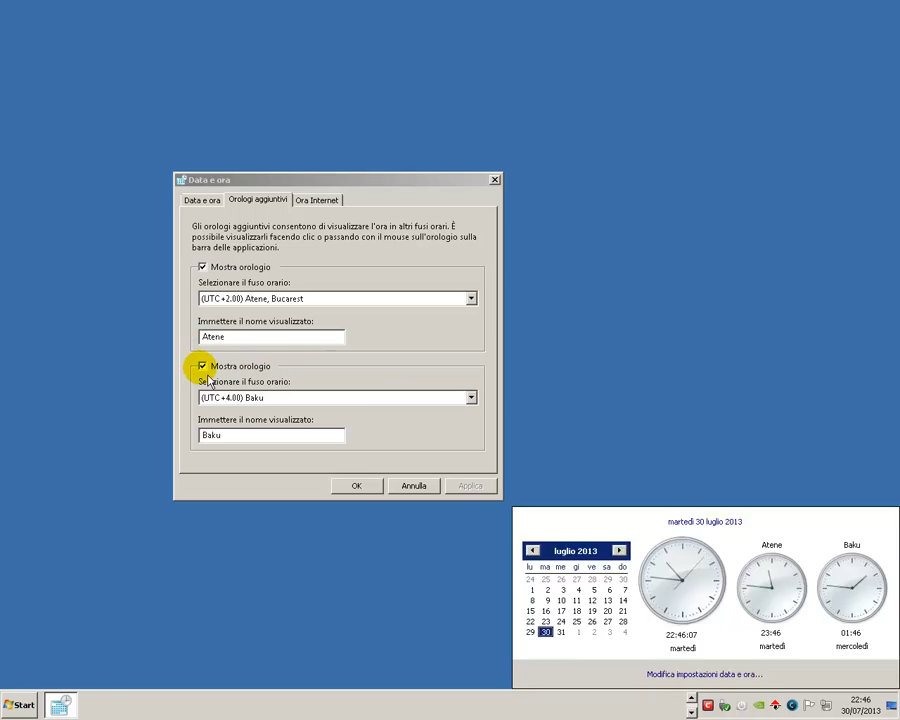 Data e ora
Data e ora
Orologi aggiuntivi
Ora Internet
Gli orologi aggiuntivi consentono di visualizzare l'ora in altri fusi orari. È
possibile visualizzarli facendo clic o passando con il mouse sull'orologio sulla
barra delle applicazioni.
Mostra orologio
Selezionare il fuso orario:
(UTC+2.00) Atene, Bucarest
Immettere il nome visualizzato:
Atene
Mostra orologio
Selezionare il fuso orario:
(UTC+4.00) Baku
Immettere il nome visualizzato:
Baku
OK Annulla Applica
martedì 30 luglio 2013
luglio 2013
lu ma me gi ve sa do
24 25 26 27 28 29 30
1 2 3 4 5 6 7
8 9 10 11 12 13 14
15 16 17 18 19 20 21
22 23 24 25 26 27 28
29 30 31 1 2 3 4
22:46:07
martedì
Atene
23:46
martedì
Baku
01:46
mercoledì
Modifica impostazioni data e ora...
Start
22:46
30/07/2013